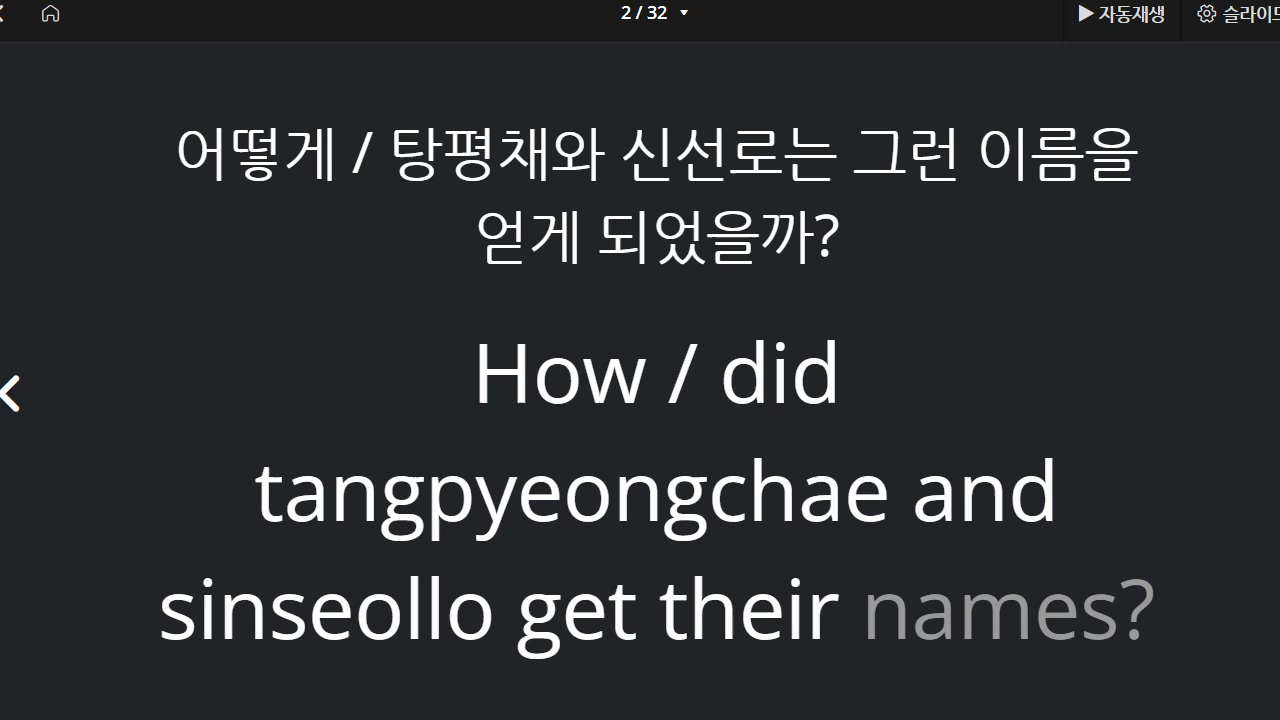 2 / 32
자동재생
어떻게 / 탕평채와 신선로는 그런 이름을
얻게 되었을까?
How / did
tangpyeongchae and
sinseollo get their names?